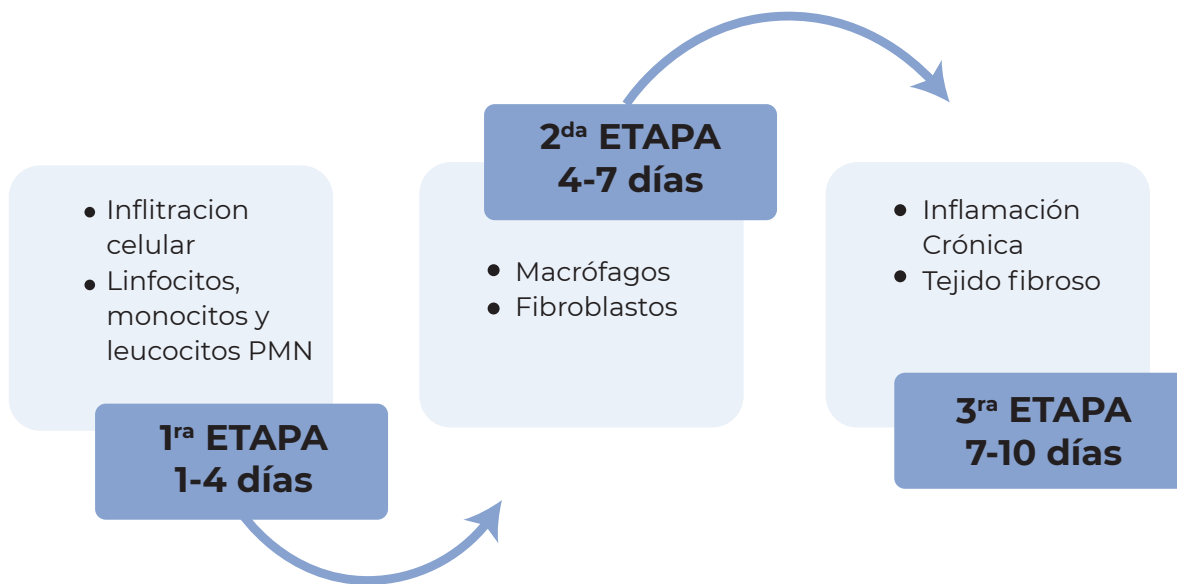 • Inflitracion
celular
• Linfocitos,
monocitos y
leucocitos PMN
1ra ETAPA
1-4 días
2da ETAPA
4-7 días
• Macrófagos
• Fibroblastos
• Inflamación
Crónica
• Tejido fibroso
3ra ETAPA
7-10 días